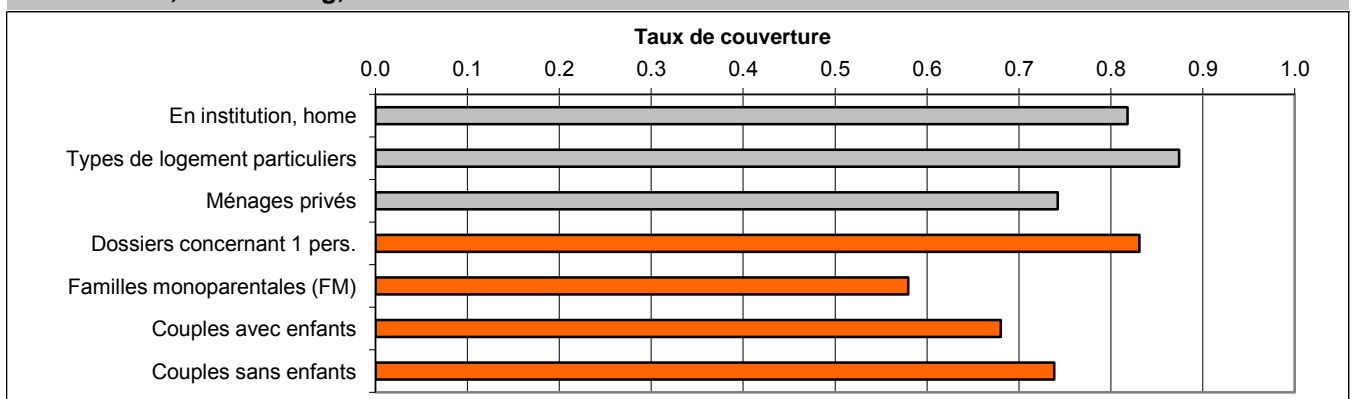 Taux de couverture
0.0 0.1 0.2 0.3 0.4 0.5 0.6 0.7 0.8 0.9 1.0
En institution, home
Types de logement particuliers
Ménages privés
Dossiers concernant 1 pers.
Familles monoparentales (FM)
Couples avec enfants
Couples sans enfants